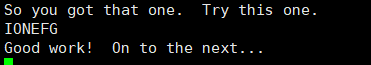 So you got that one.  Try this one.
IONEFG
Good work!  On to the next...